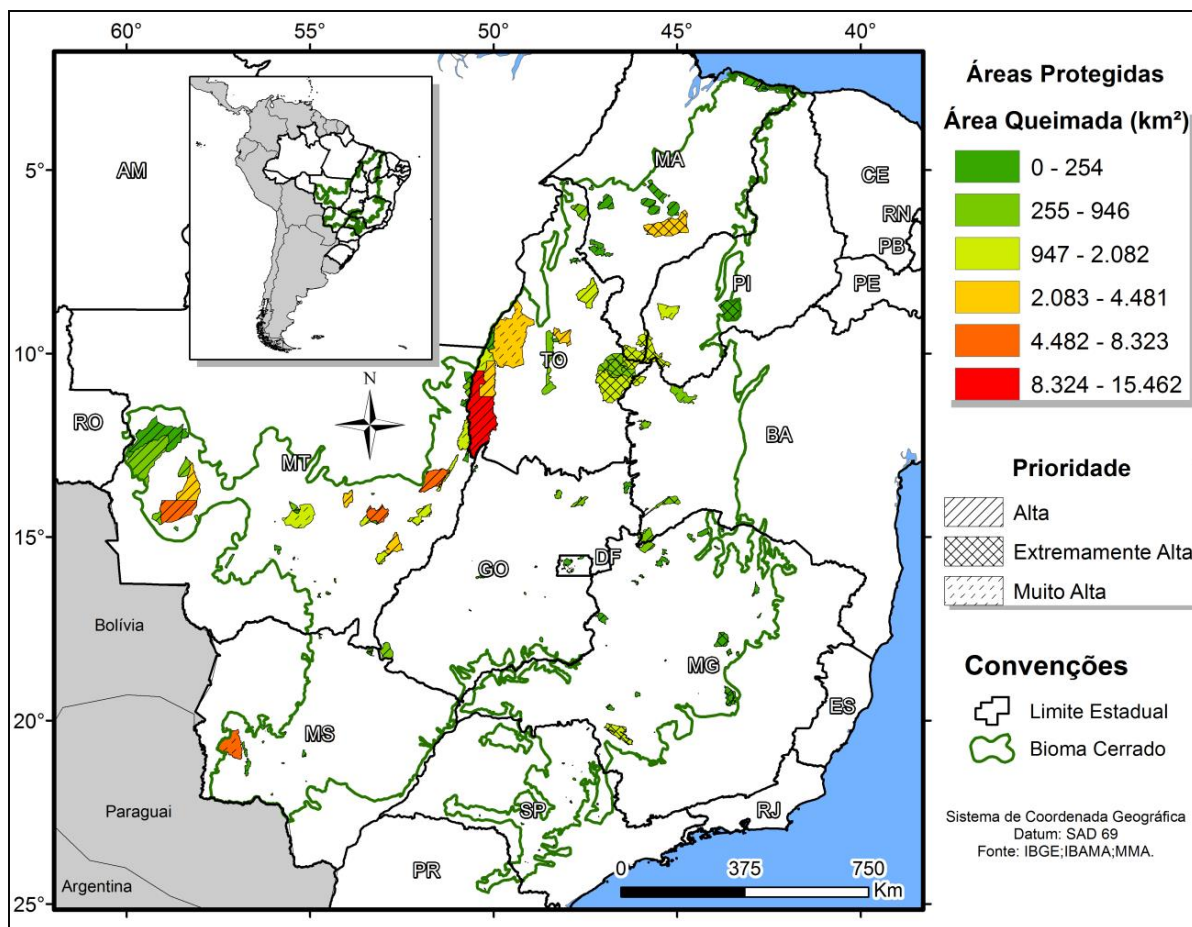 60° 55° 50° 45° 40°
5°
10°
15°
20°
25°
AM
MA
CE
RN
PB
PE
PI
TO
RO
MT
BA
GO
DF
MG
ES
MS
SP
RJ
PR
N
Bolívia
Paraguai
Argentina
0 375 750
Km
Áreas Protegidas
Área Queimada (km²)
0 - 254
255 - 946
947 - 2.082
2.083 - 4.481
4.482 - 8.323
8.324 - 15.462
Prioridade
Alta
Extremamente Alta
Muito Alta
Convenções
Limite Estadual
Bioma Cerrado
Sistema de Coordenada Geográfica
Datum: SAD 69
Fonte: IBGE;IBAMA;MMA.